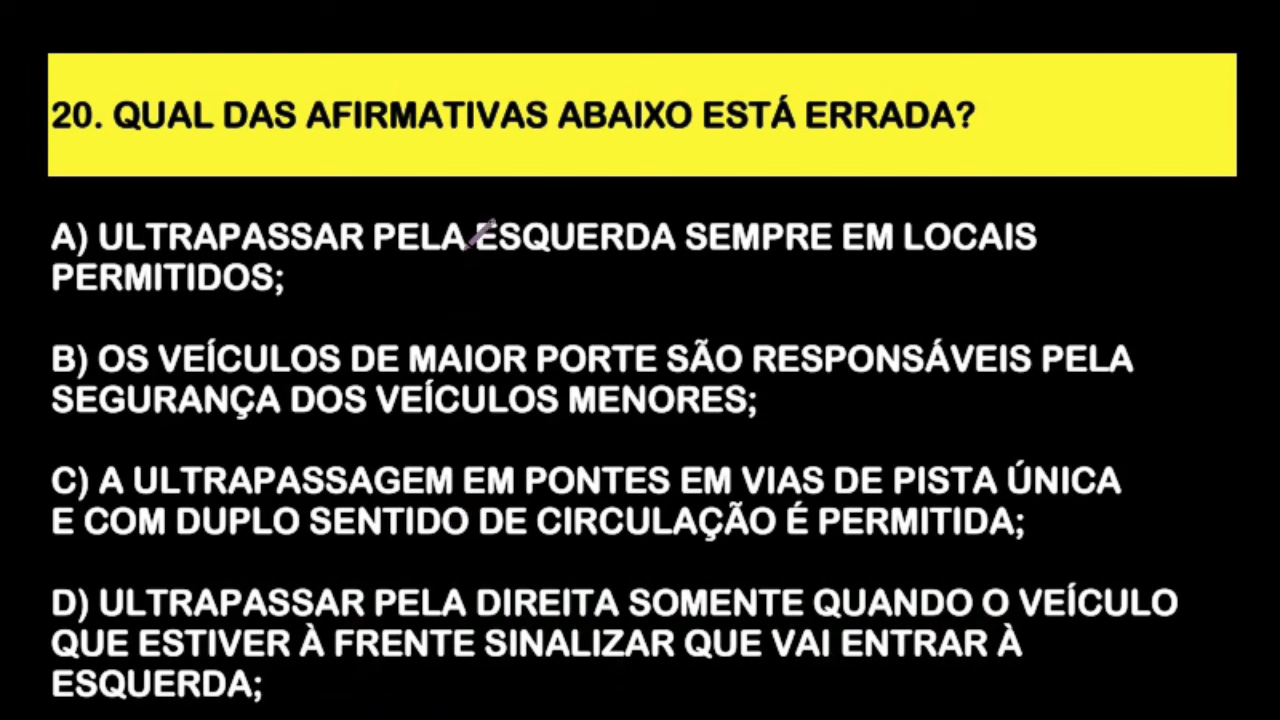 20. QUAL DAS AFIRMATIVAS ABAIXO ESTÁ ERRADA?
A) ULTRAPASSAR PELA ESQUERDA SEMPRE EM LOCAIS
PERMITIDOS;
B) OS VEÍCULOS DE MAIOR PORTE SÃO RESPONSÁVEIS PELA
SEGURANÇA DOS VEÍCULOS MENORES;
C) A ULTRAPASSAGEM EM PONTES EM VIAS DE PISTA ÚNICA
E COM DUPLO SENTIDO DE CIRCULAÇÃO É PERMITIDA;
D) ULTRAPASSAR PELA DIREITA SOMENTE QUANDO O VEÍCULO
QUE ESTIVER À FRENTE SINALIZAR QUE VAI ENTRAR À
ESQUERDA;